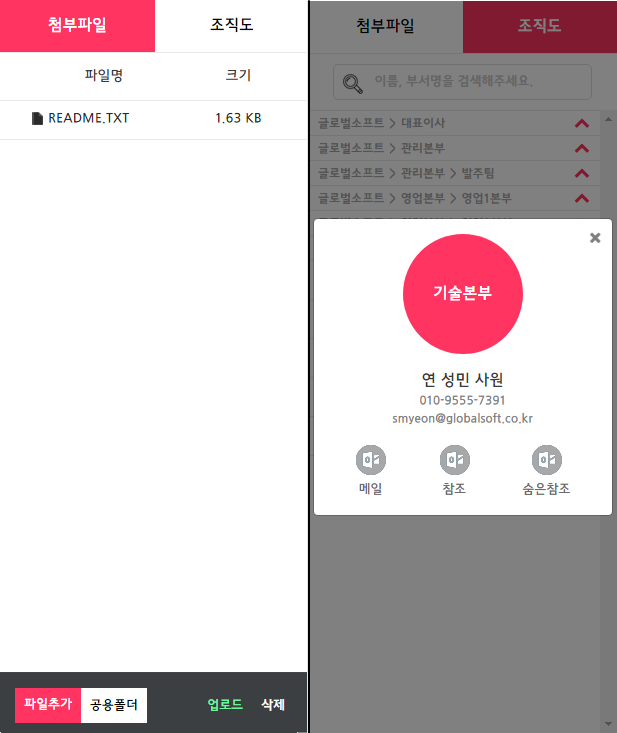 첨부파일 조직도
파일명 크기
README.TXT 1.63 KB
파일추가 공용폴더 업로드 삭제
첨부파일 조직도
이름, 부서명을 검색해주세요.
글로벌소프트 > 대표이사
글로벌소프트 > 관리본부
글로벌소프트 > 관리본부 > 발주팀
글로벌소프트 > 영업본부 > 영업1본부
기술본부
연 성민 사원
010-9555-7391
smyeon@globalsoft.co.kr
메일 참조 숨은참조